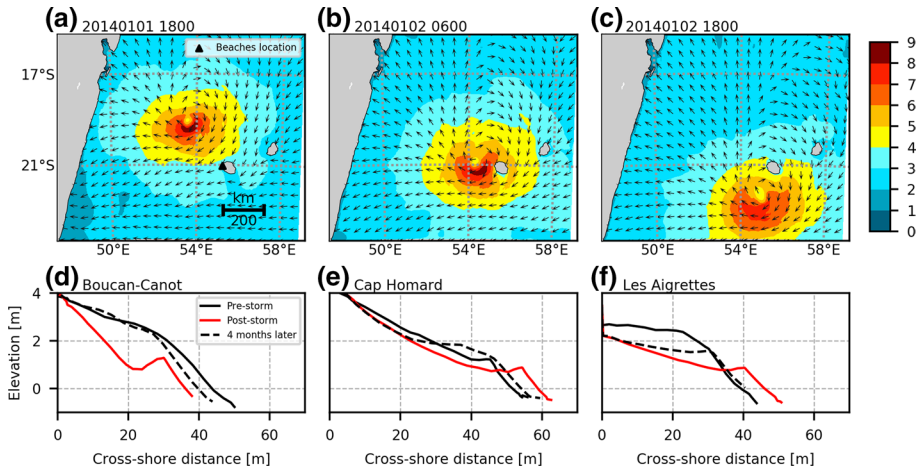 (a) 20140101 1800
(b) 20140102 0600
(c) 20140102 1800
Beaches location
17°S
21°S
km
200
50°E 54°E 58°E
50°E 54°E 58°E
50°E 54°E 58°E
9
8
7
6
5
4
3
2
1
0
(d) Boucan-Canot
(e) Cap Homard
(f) Les Aigrettes
Pre-storm
Post-storm
4 months later
Elevation [m]
4
2
0
0 20 40 60
0 20 40 60
0 20 40 60
Cross-shore distance [m]
Cross-shore distance [m]
Cross-shore distance [m]